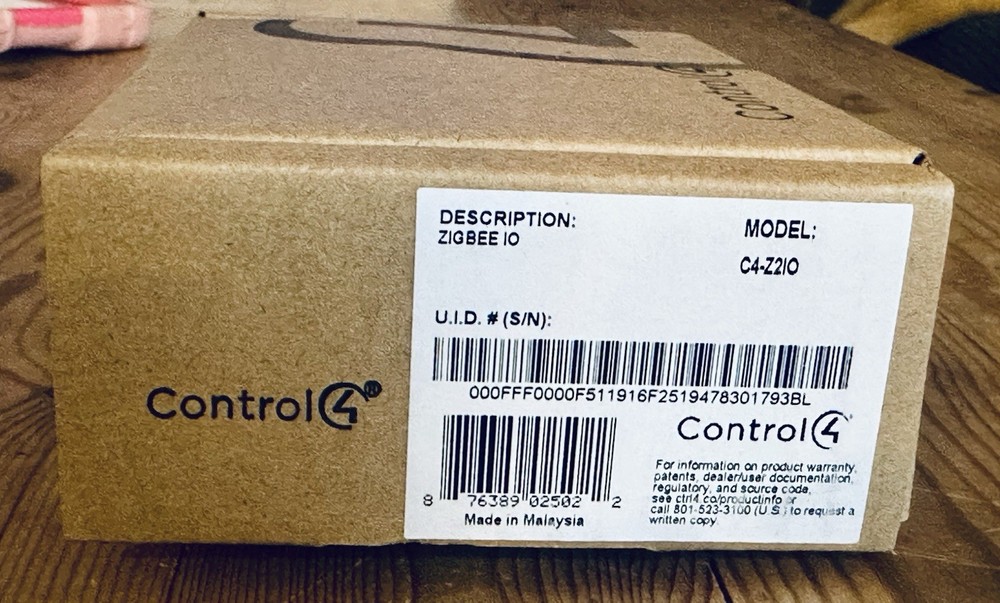 Control4
Control4®
DESCRIPTION:
ZIGBEE IO
MODEL:
C4-Z2IO
U.I.D. # (S/N):
000FFF0000F511916F2519478301793BL
8 76389 02502 2
Made in Malaysia
Control4
For information on product warranty,
patents, dealer/user documentation,
regulatory, and source code,
see ctrl4.co/productinfo or
call 801-523-3100 (U.S.) to request a
written copy.